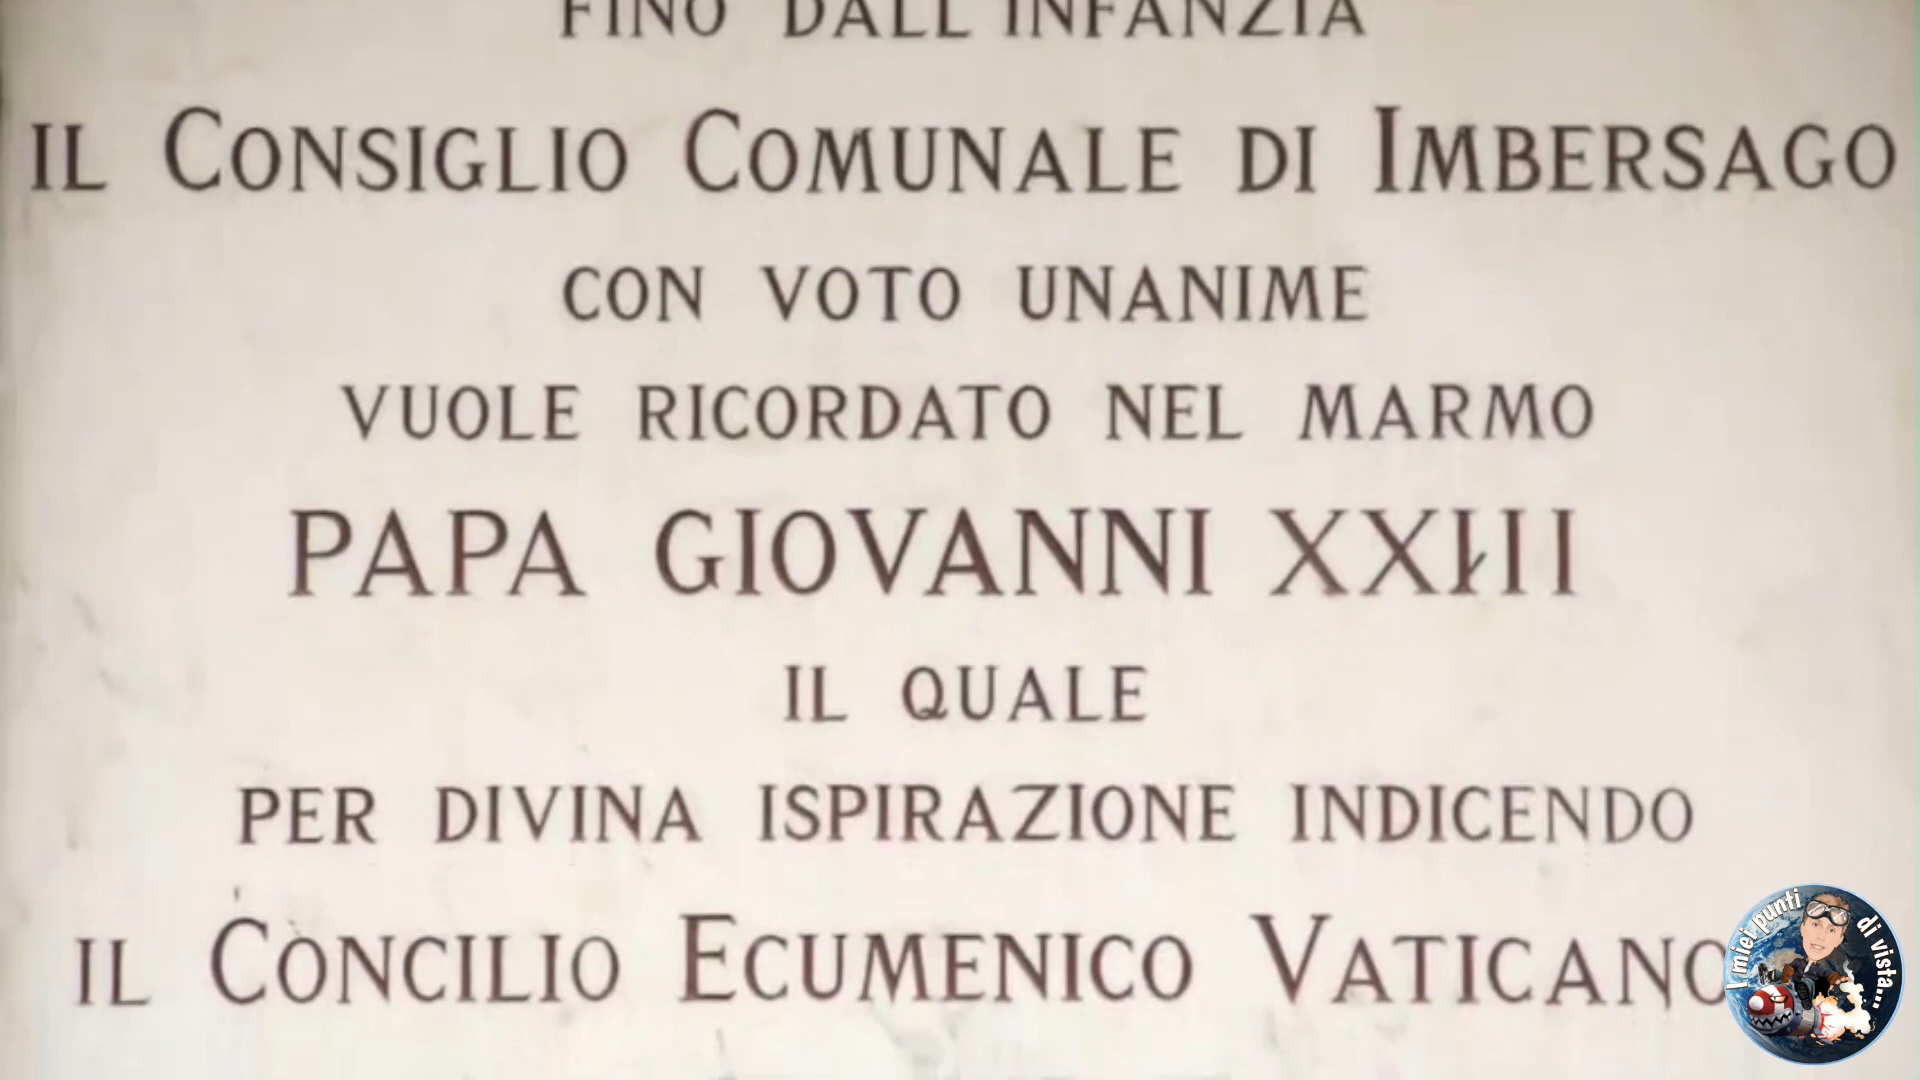 FINO DALL'INFANZIA
IL CONSIGLIO COMUNALE DI IMBERSAGO
CON VOTO UNANIME
VUOLE RICORDATO NEL MARMO
PAPA GIOVANNI XXIII
IL QUALE
PER DIVINA ISPIRAZIONE INDICENDO
IL CONCILIO ECUMENICO VATICANO
I miei punti di vista...